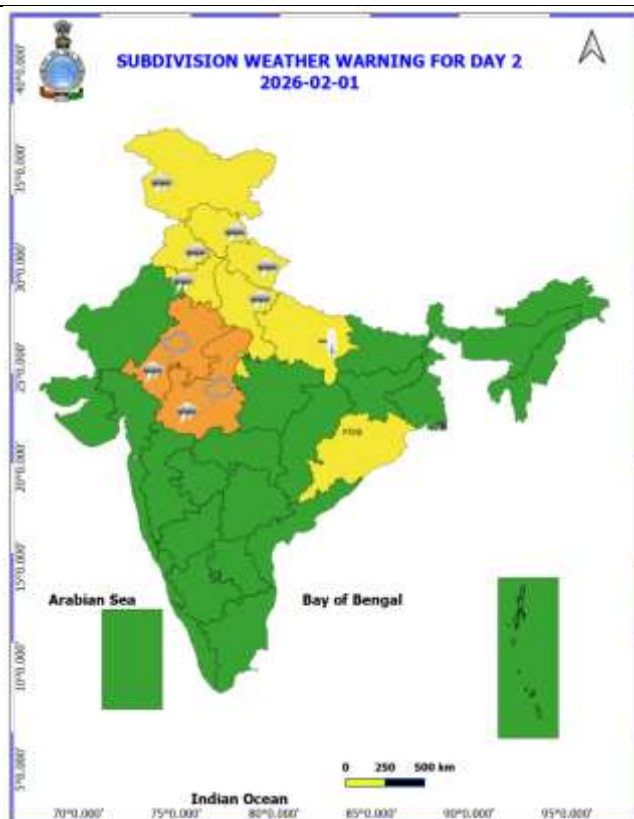 SUBDIVISION WEATHER WARNING FOR DAY 2
2026-02-01
40°0.000'
35°0.000'
30°0.000'
25°0.000'
20°0.000'
15°0.000'
10°0.000'
5°0.000'
FOG
Arabian Sea
Bay of Bengal
0 250 500 km
Indian Ocean
70°0.000' 75°0.000' 80°0.000' 85°0.000' 90°0.000' 95°0.000'